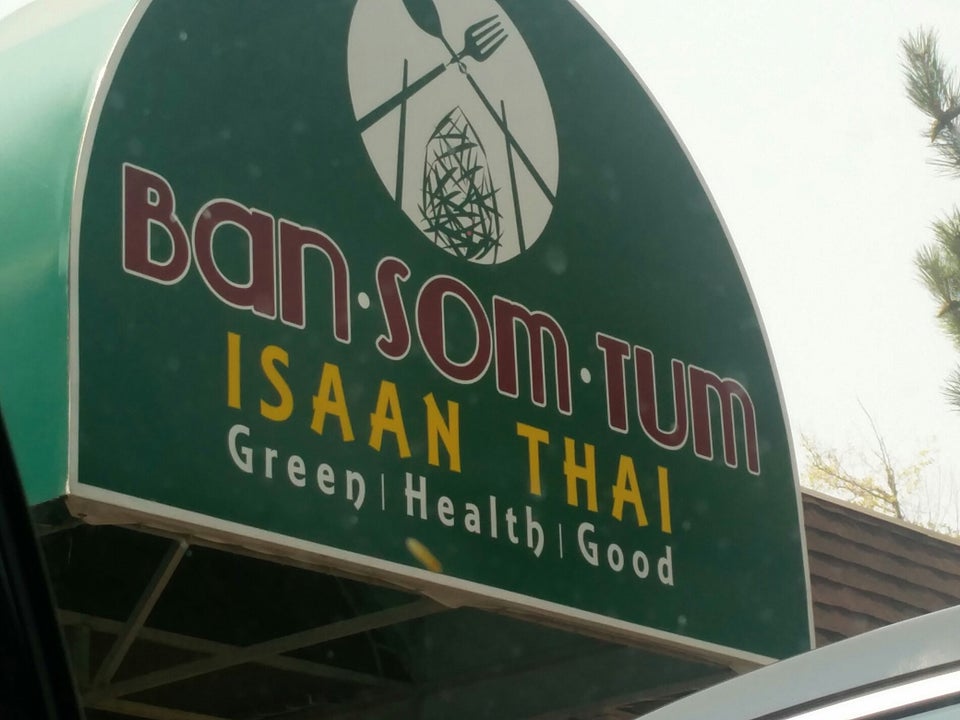 Ban·Som·Tum
ISAAN THAI
Green | Health | Good